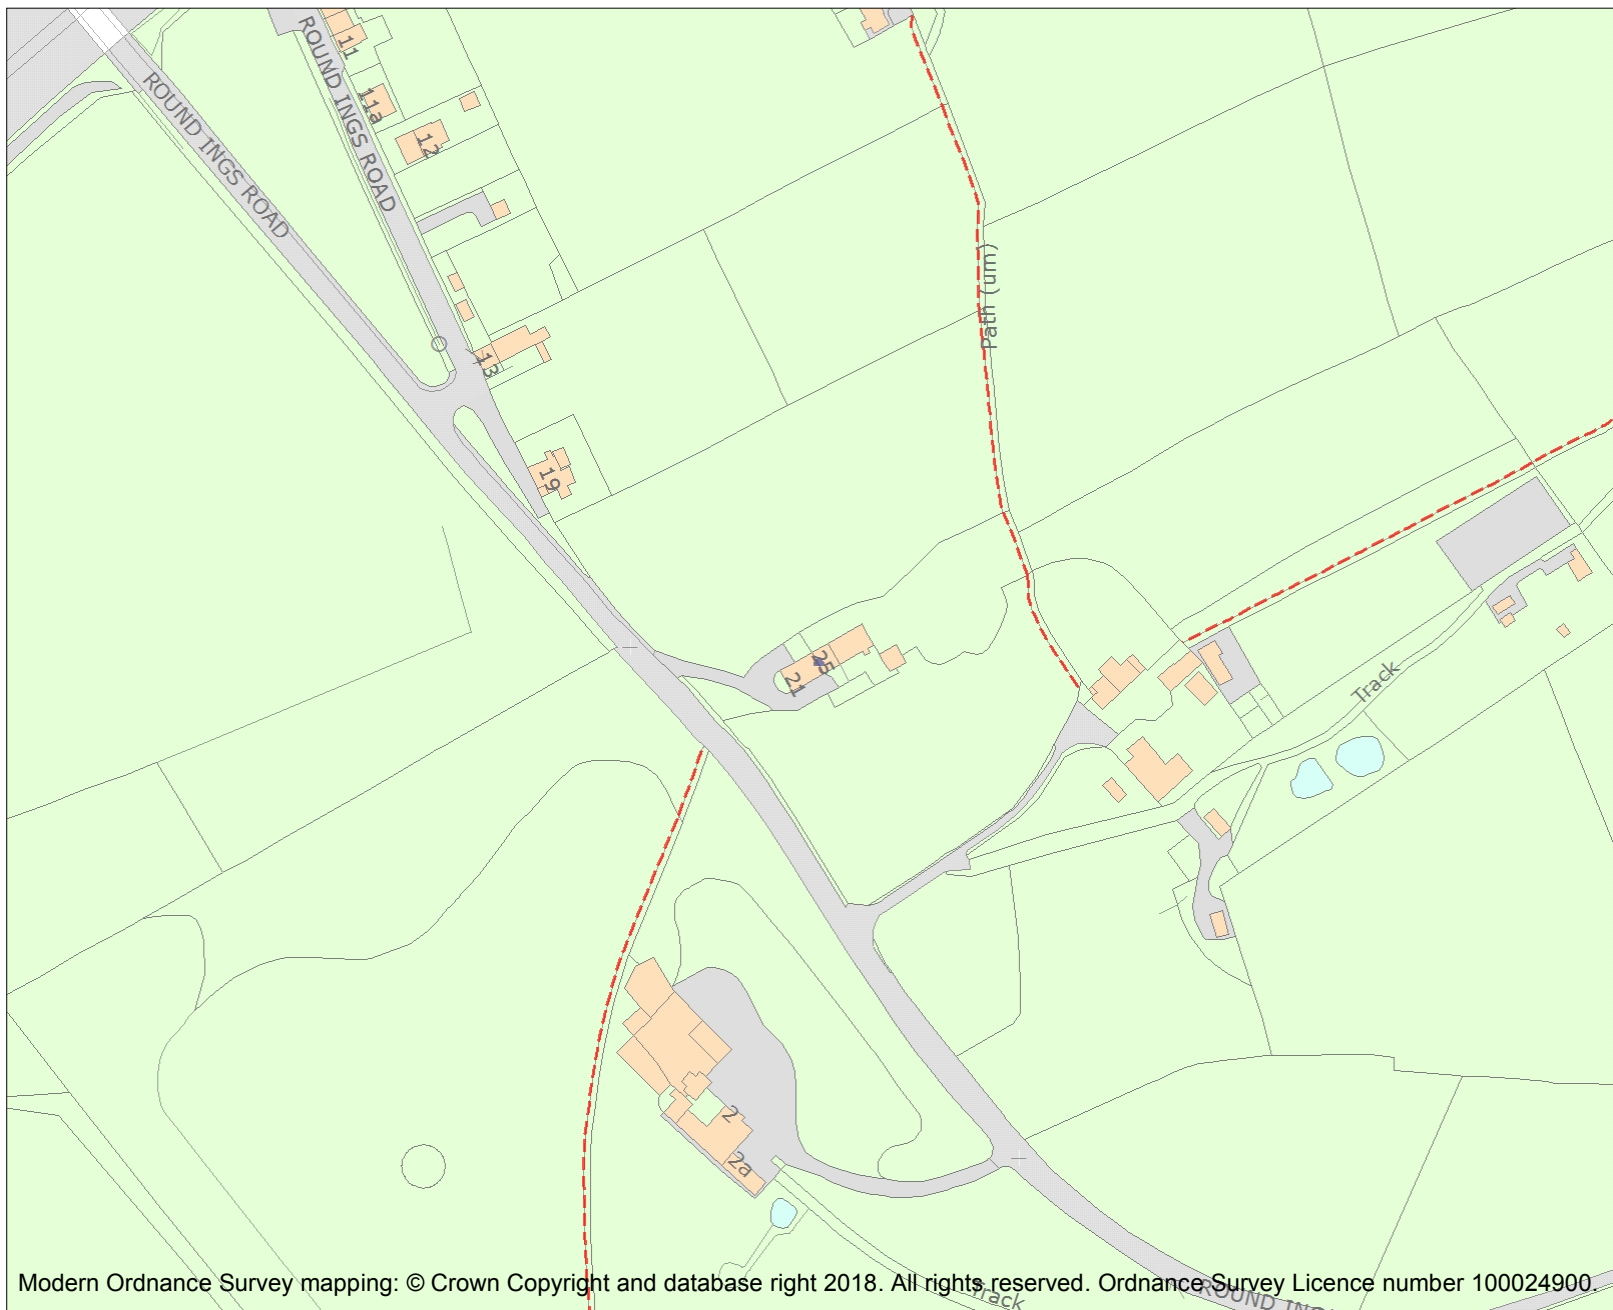 ROUND INGS ROAD
ROUND INGS ROAD
11
11a
12
13
19
Path (um)
25
21
Track
2
2a
Track
Modern Ordnance Survey mapping: © Crown Copyright and database right 2018. All rights reserved. Ordnance Survey Licence number 100024900.